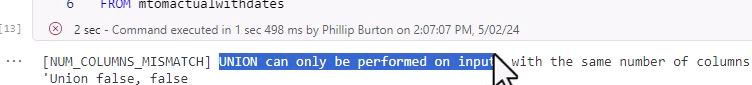 6 FROM mtomactualwithdates
[13]
2 sec - Command executed in 1 sec 498 ms by Phillip Burton on 2:07:07 PM, 5/02/24
... [NUM_COLUMNS_MISMATCH] UNION can only be performed on input with the same number of columns
'Union false, false